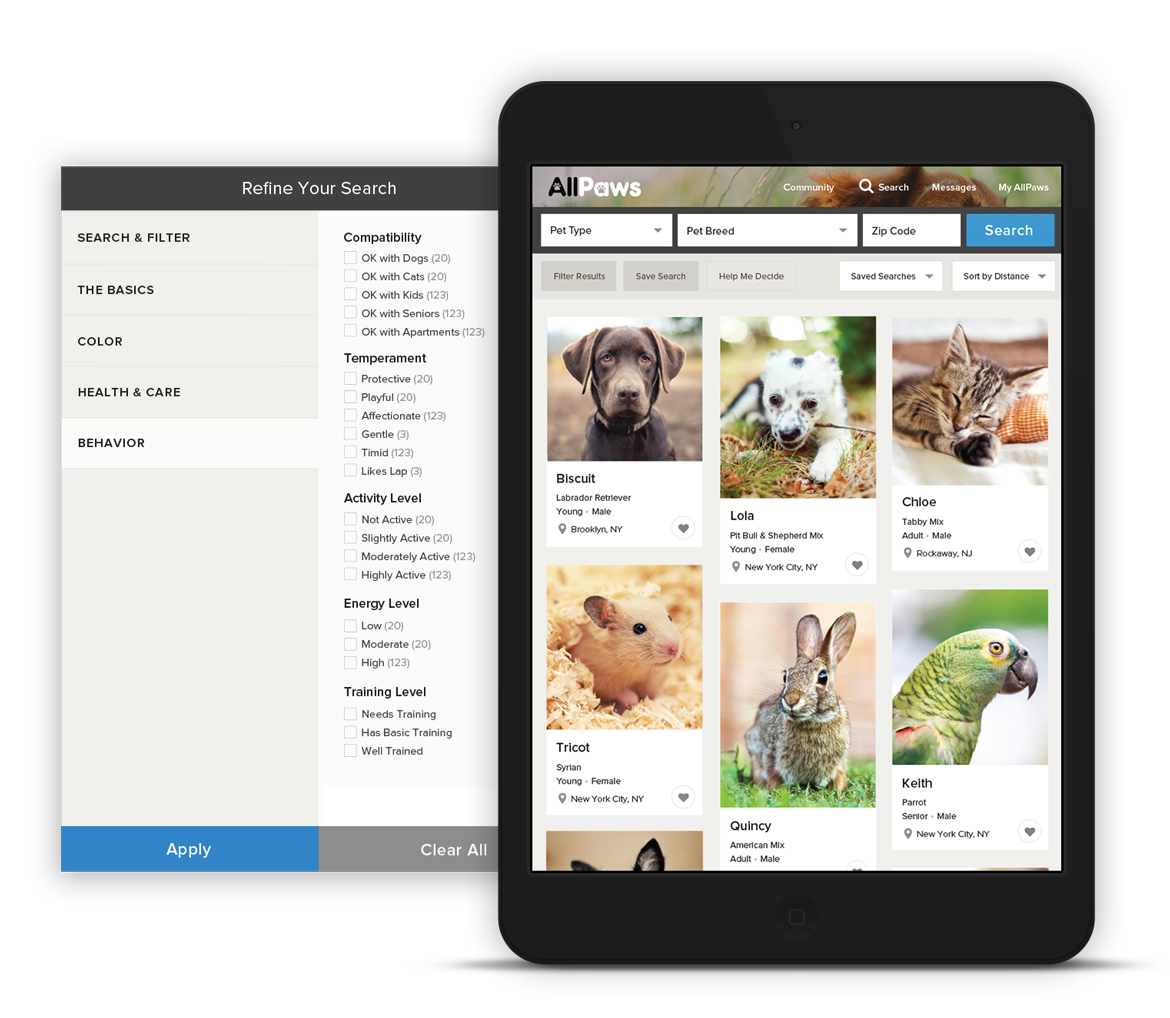 Refine Your Search
SEARCH & FILTER
THE BASICS
COLOR
HEALTH & CARE
BEHAVIOR
Compatibility
OK with Dogs (20)
OK with Cats (20)
OK with Kids (123)
OK with Seniors (123)
OK with Apartments (123)
Temperament
Protective (20)
Playful (20)
Affectionate (123)
Gentle (3)
Timid (123)
Likes Lap (3)
Activity Level
Not Active (20)
Slightly Active (20)
Moderately Active (123)
Highly Active (123)
Energy Level
Low (20)
Moderate (20)
High (123)
Training Level
Needs Training
Has Basic Training
Well Trained
Apply
Clear All
AllPaws
Community
Search
Messages
My AllPaws
Pet Type
Pet Breed
Zip Code
Search
Filter Results
Save Search
Help Me Decide
Saved Searches
Sort by Distance
Biscuit
Labrador Retriever
Young • Male
Brooklyn, NY
Lola
Pit Bull & Shepherd Mix
Young • Female
New York City, NY
Chloe
Tabby Mix
Adult • Male
Rockaway, NJ
Tricot
Syrian
Young • Female
New York City, NY
Quincy
American Mix
Adult • Male
Keith
Parrot
Senior • Male
New York City, NY